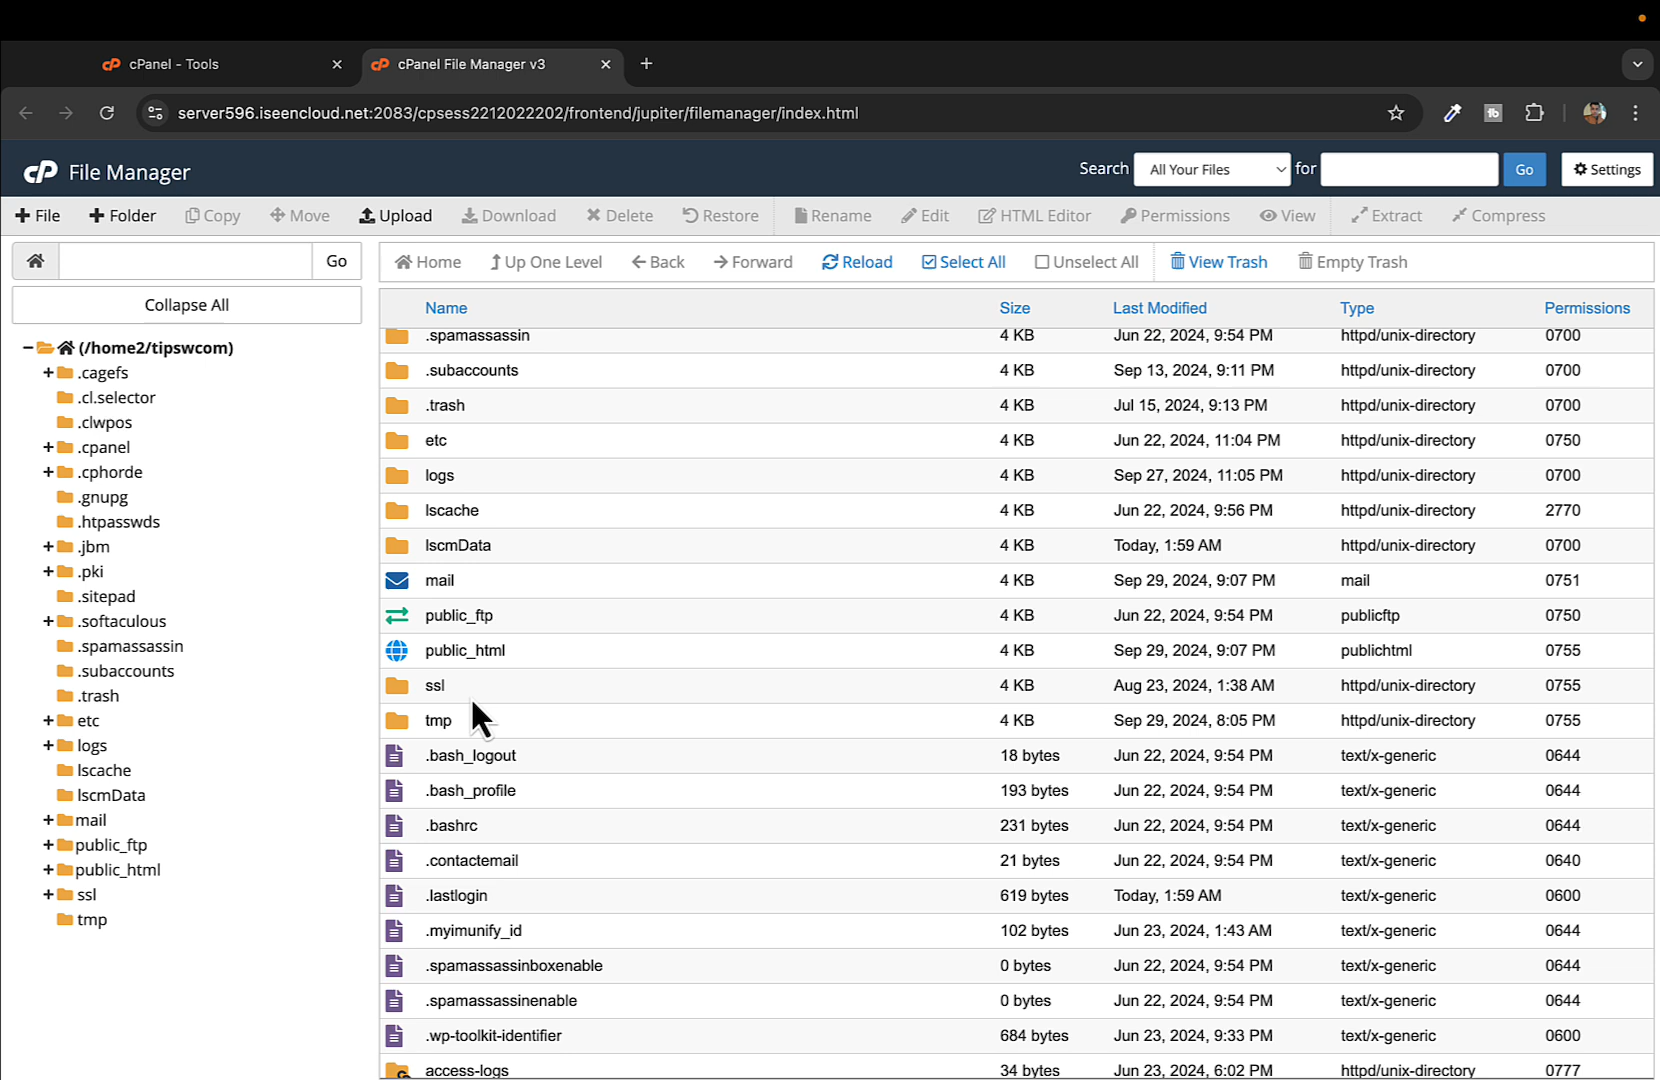 cPanel - Tools
cPanel File Manager v3
server596.iseencloud.net:2083/cpsess2212022202/frontend/jupiter/filemanager/index.html
cP File Manager
Search All Your Files for Go Settings
File Folder Copy Move Upload Download Delete Restore Rename Edit HTML Editor Permissions View Extract Compress
Go
Collapse All
(/home2/tipswcom)
.cagefs
.cl.selector
.clwpos
.cpanel
.cphorde
.gnupg
.htpasswds
.jbm
.pki
.sitepad
.softaculous
.spamassassin
.subaccounts
.trash
etc
logs
lscache
lscmData
mail
public_ftp
public_html
ssl
tmp
Home Up One Level Back Forward Reload Select All Unselect All View Trash Empty Trash
Name Size Last Modified Type Permissions
.spamassassin 4 KB Jun 22, 2024, 9:54 PM httpd/unix-directory 0700
.subaccounts 4 KB Sep 13, 2024, 9:11 PM httpd/unix-directory 0700
.trash 4 KB Jul 15, 2024, 9:13 PM httpd/unix-directory 0700
etc 4 KB Jun 22, 2024, 11:04 PM httpd/unix-directory 0750
logs 4 KB Sep 27, 2024, 11:05 PM httpd/unix-directory 0700
lscache 4 KB Jun 22, 2024, 9:56 PM httpd/unix-directory 2770
lscmData 4 KB Today, 1:59 AM httpd/unix-directory 0700
mail 4 KB Sep 29, 2024, 9:07 PM mail 0751
public_ftp 4 KB Jun 22, 2024, 9:54 PM publicftp 0750
public_html 4 KB Sep 29, 2024, 9:07 PM publichtml 0755
ssl 4 KB Aug 23, 2024, 1:38 AM httpd/unix-directory 0755
tmp 4 KB Sep 29, 2024, 8:05 PM httpd/unix-directory 0755
.bash_logout 18 bytes Jun 22, 2024, 9:54 PM text/x-generic 0644
.bash_profile 193 bytes Jun 22, 2024, 9:54 PM text/x-generic 0644
.bashrc 231 bytes Jun 22, 2024, 9:54 PM text/x-generic 0644
.contactemail 21 bytes Jun 22, 2024, 9:54 PM text/x-generic 0640
.lastlogin 619 bytes Today, 1:59 AM text/x-generic 0600
.myimunify_id 102 bytes Jun 23, 2024, 1:43 AM text/x-generic 0644
.spamassassinboxenable 0 bytes Jun 22, 2024, 9:54 PM text/x-generic 0644
.spamassassinenable 0 bytes Jun 22, 2024, 9:54 PM text/x-generic 0644
.wp-toolkit-identifier 684 bytes Jun 23, 2024, 9:33 PM text/x-generic 0600
access-logs 34 bytes Jun 23, 2024, 6:02 PM httpd/unix-directory 0777